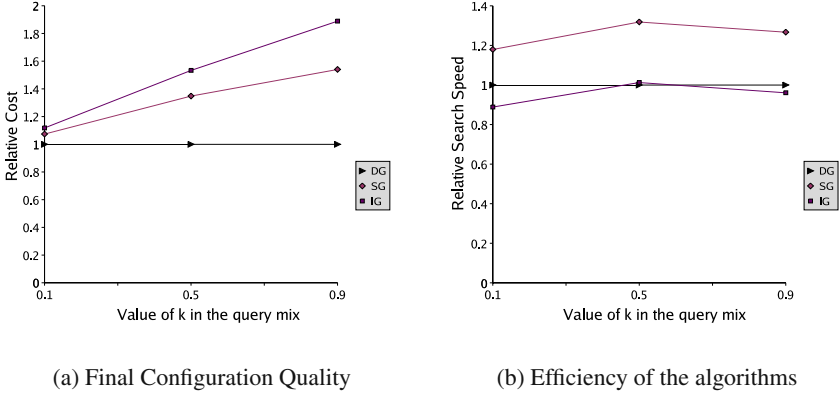 2
1.8
1.6
1.4
1.2
1
0.8
0.6
0.4
0.2
0
Relative Cost
0.1 0.5 0.9
Value of k in the query mix
DG
SG
IG
(a) Final Configuration Quality
1.4
1.2
1
0.8
0.6
0.4
0.2
0
Relative Search Speed
0.1 0.5 0.9
Value of k in the query mix
DG
SG
IG
(b) Efficiency of the algorithms